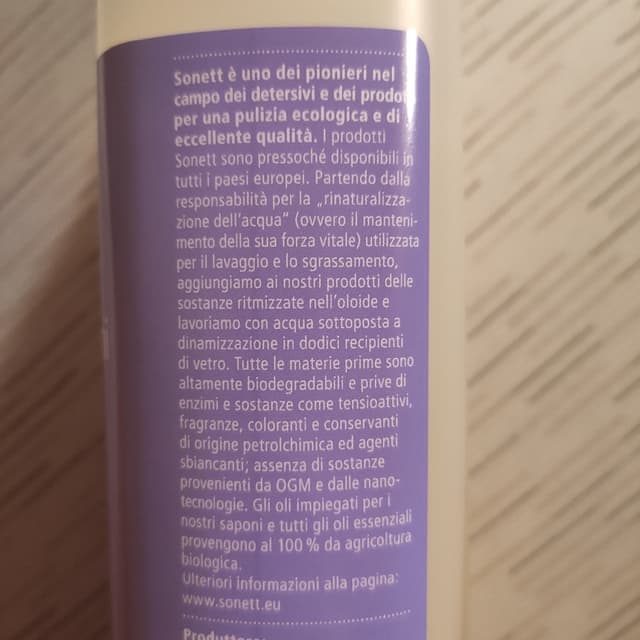 Sonett è uno dei pionieri nel
campo dei detersivi e dei prodot
per una pulizia ecologica e di
eccellente qualità. I prodotti
Sonett sono pressoché disponibili in
tutti i paesi europei. Partendo dalla
responsabilità per la „rinaturalizza-
zione dell'acqua“ (ovvero il manteni-
mento della sua forza vitale) utilizzata
per il lavaggio e lo sgrassamento,
aggiungiamo ai nostri prodotti delle
sostanze ritmizzate nell'oloide e
lavoriamo con acqua sottoposta a
dinamizzazione in dodici recipienti
di vetro. Tutte le materie prime sono
altamente biodegradabili e prive di
enzimi e sostanze come tensioattivi,
fragranze, coloranti e conservanti
di origine petrolchimica ed agenti
sbiancanti; assenza di sostanze
provenienti da OGM e dalle nano-
tecnologie. Gli oli impiegati per i
nostri saponi e tutti gli oli essenziali
provengono al 100 % da agricoltura
biologica.
Ulteriori informazioni alla pagina:
www.sonett.eu